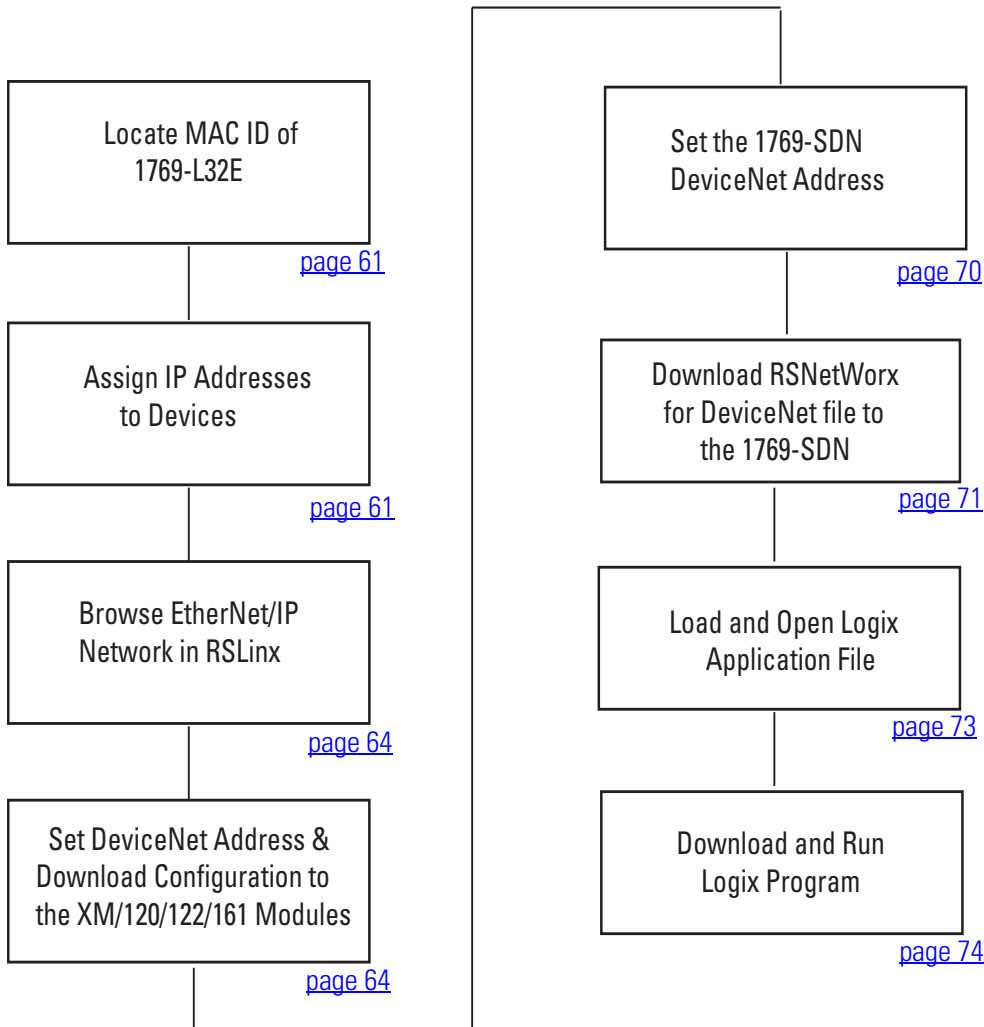 Locate MAC ID of
1769-L32E
page 61
Assign IP Addresses
to Devices
page 61
Browse EtherNet/IP
Network in RSLinx
page 64
Set DeviceNet Address &
Download Configuration to
the XM/120/122/161 Modules
page 64
Set the 1769-SDN
DeviceNet Address
page 70
Download RSNetWorx
for DeviceNet file to
the 1769-SDN
page 71
Load and Open Logix
Application File
page 73
Download and Run
Logix Program
page 74